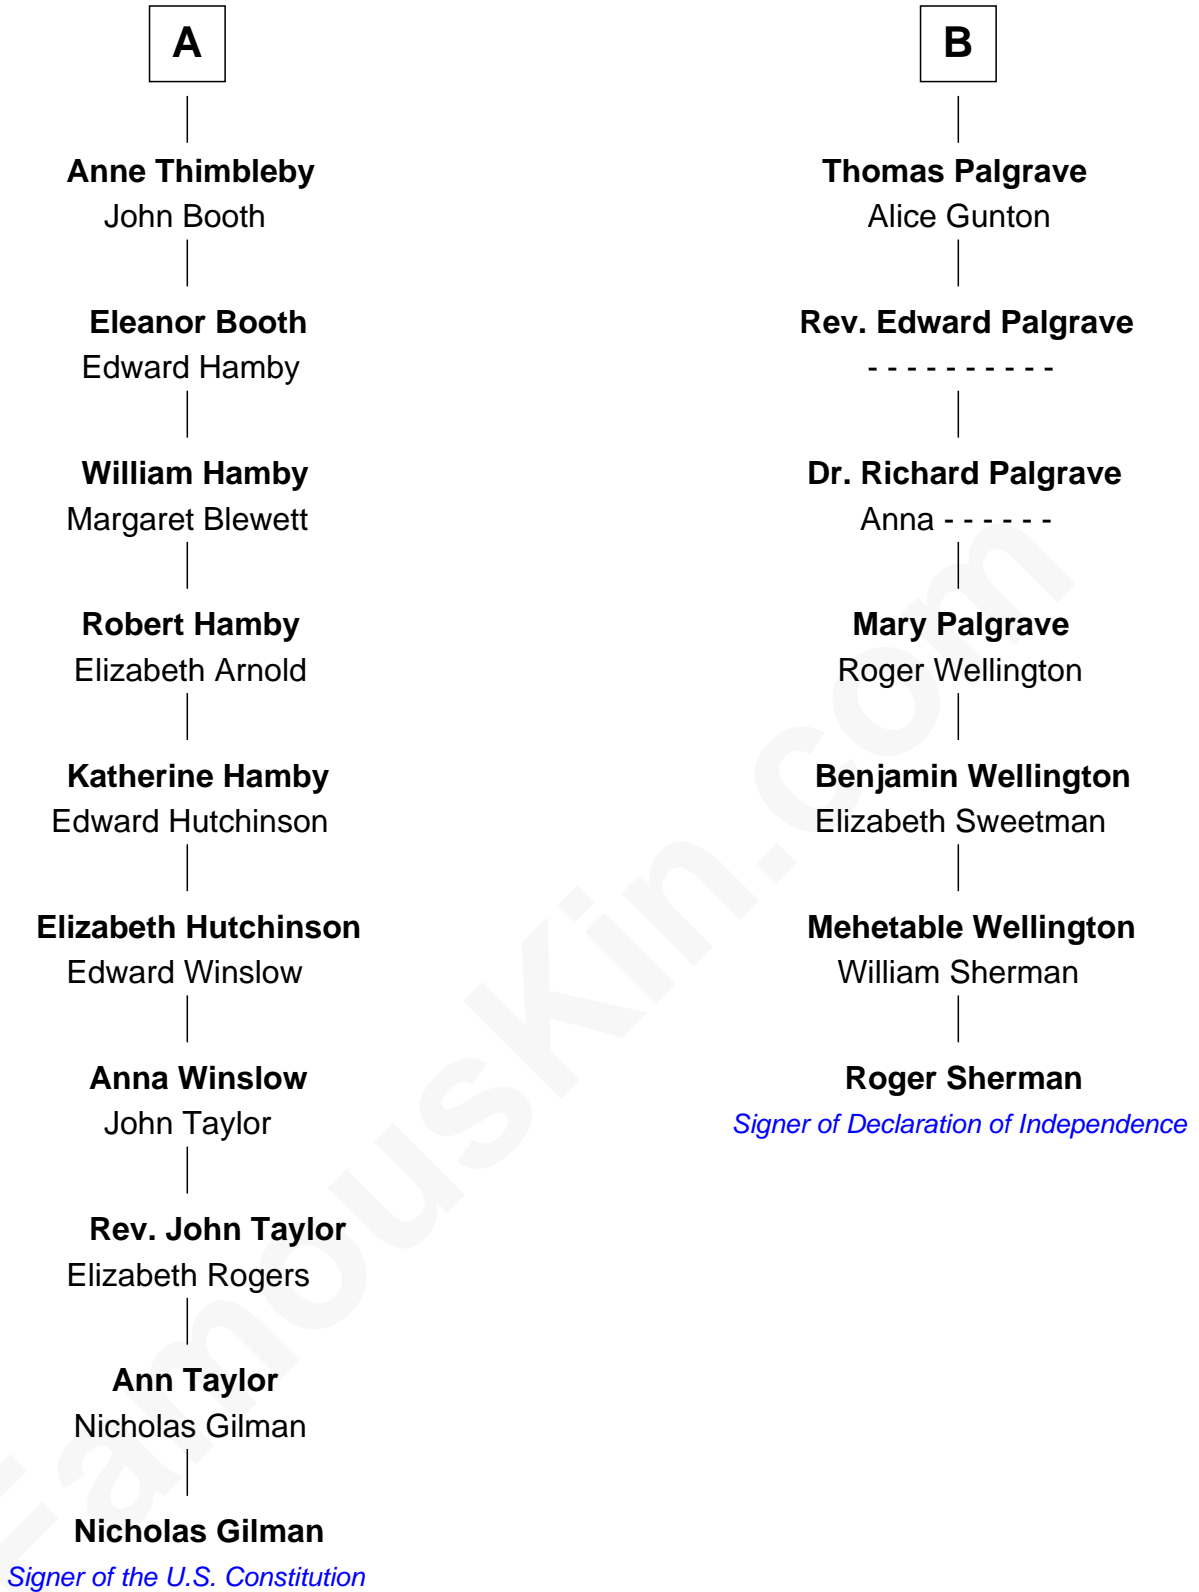 A
Anne Thimbleby
John Booth
Eleanor Booth
Edward Hamby
William Hamby
Margaret Blewett
Robert Hamby
Elizabeth Arnold
Katherine Hamby
Edward Hutchinson
Elizabeth Hutchinson
Edward Winslow
Anna Winslow
John Taylor
Rev. John Taylor
Elizabeth Rogers
Ann Taylor
Nicholas Gilman
Nicholas Gilman
Signer of the U.S. Constitution
B
Thomas Palgrave
Alice Gunton
Rev. Edward Palgrave
- - - - - - - - - -
Dr. Richard Palgrave
Anna - - - - - -
Mary Palgrave
Roger Wellington
Benjamin Wellington
Elizabeth Sweetman
Mehetable Wellington
William Sherman
Roger Sherman
Signer of Declaration of Independence
FamousKin.com